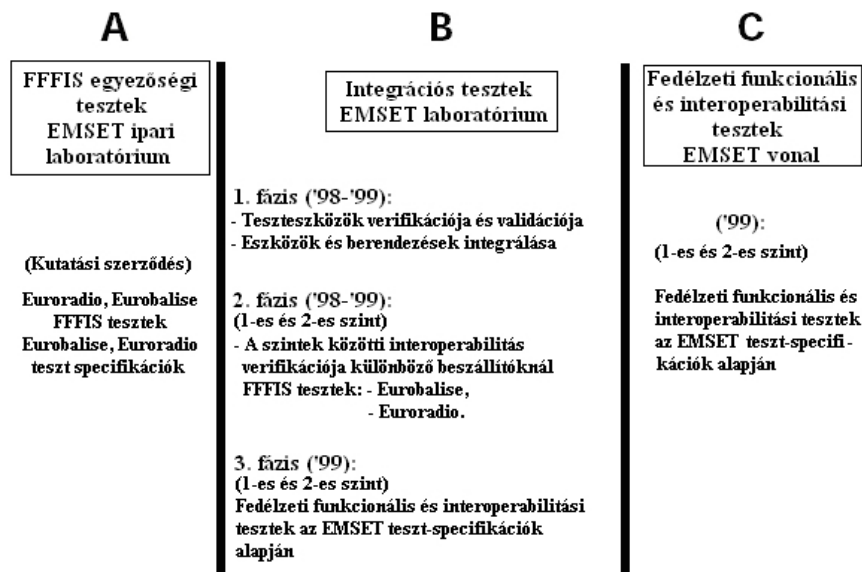 A
FFFIS egyezőségi
tesztek
EMSET ipari
laboratórium
(Kutatási szerződés)
Euroradio, Eurobalise
FFFIS tesztek
Eurobalise, Euroradio
teszt specifikációk
B
Integrációs tesztek
EMSET laboratórium
1. fázis ('98-'99):
- Teszteszközök verifikációja és validációja
- Eszközök és berendezések integrálása
2. fázis ('98-'99):
(1-es és 2-es szint)
- A szintek közötti interoperabilitás
verifikációja különböző beszállítóknál
FFFIS tesztek: - Eurobalise,
- Euroradio.
3. fázis ('99):
(1-es és 2-es szint)
Fedélzeti funkcionális és interoperabilitási
tesztek az EMSET teszt-specifikációk
alapján
C
Fedélzeti funkcionális
és interoperabilitási
tesztek
EMSET vonal
('99):
(1-es és 2-es szint)
Fedélzeti funkcionális és
interoperabilitási tesztek
az EMSET teszt-specifi-
kációk alapján